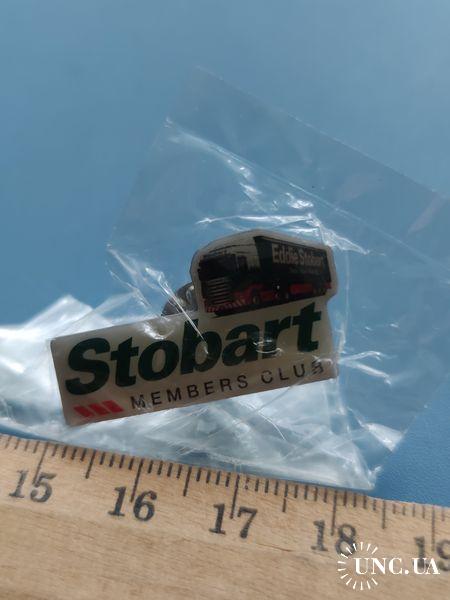 Eddie Stobart
Stobart
MEMBERS CLUB
15 16 17 18 19
UNC.UA